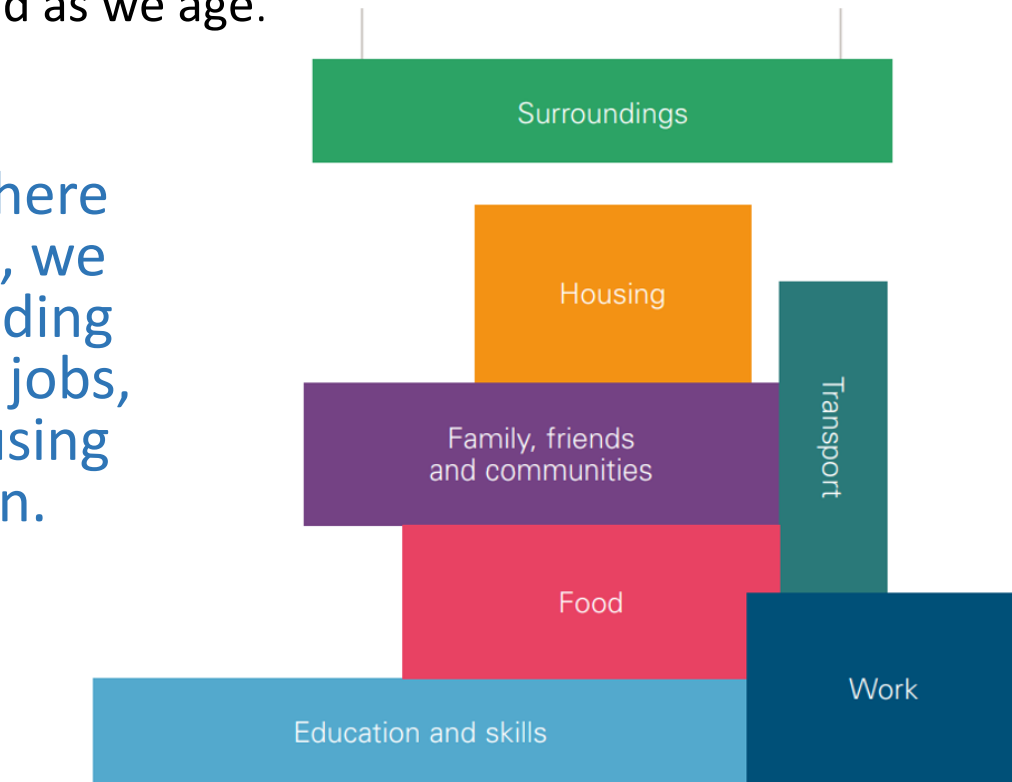 d as we age.
here
, we
ding
jobs,
using
n.
Surroundings
Housing
Transport
Family, friends
and communities
Food
Work
Education and skills